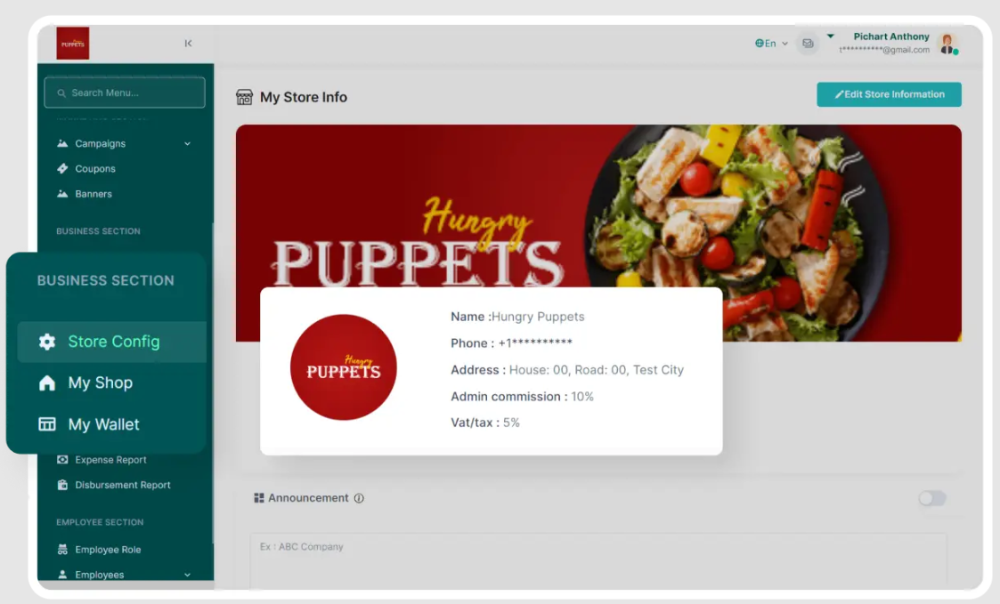 PUPPETS
En
Pichart Anthony
t**********@gmail.com
Search Menu...
Campaigns
Coupons
Banners
BUSINESS SECTION
BUSINESS SECTION
Store Config
My Shop
My Wallet
Expense Report
Disbursement Report
EMPLOYEE SECTION
Employee Role
Employees
My Store Info
Edit Store Information
Hungry
PUPPETS
Hungry
PUPPETS
Name :Hungry Puppets
Phone : +1**********
Address : House: 00, Road: 00, Test City
Admin commission : 10%
Vat/tax : 5%
Announcement
Ex : ABC Company